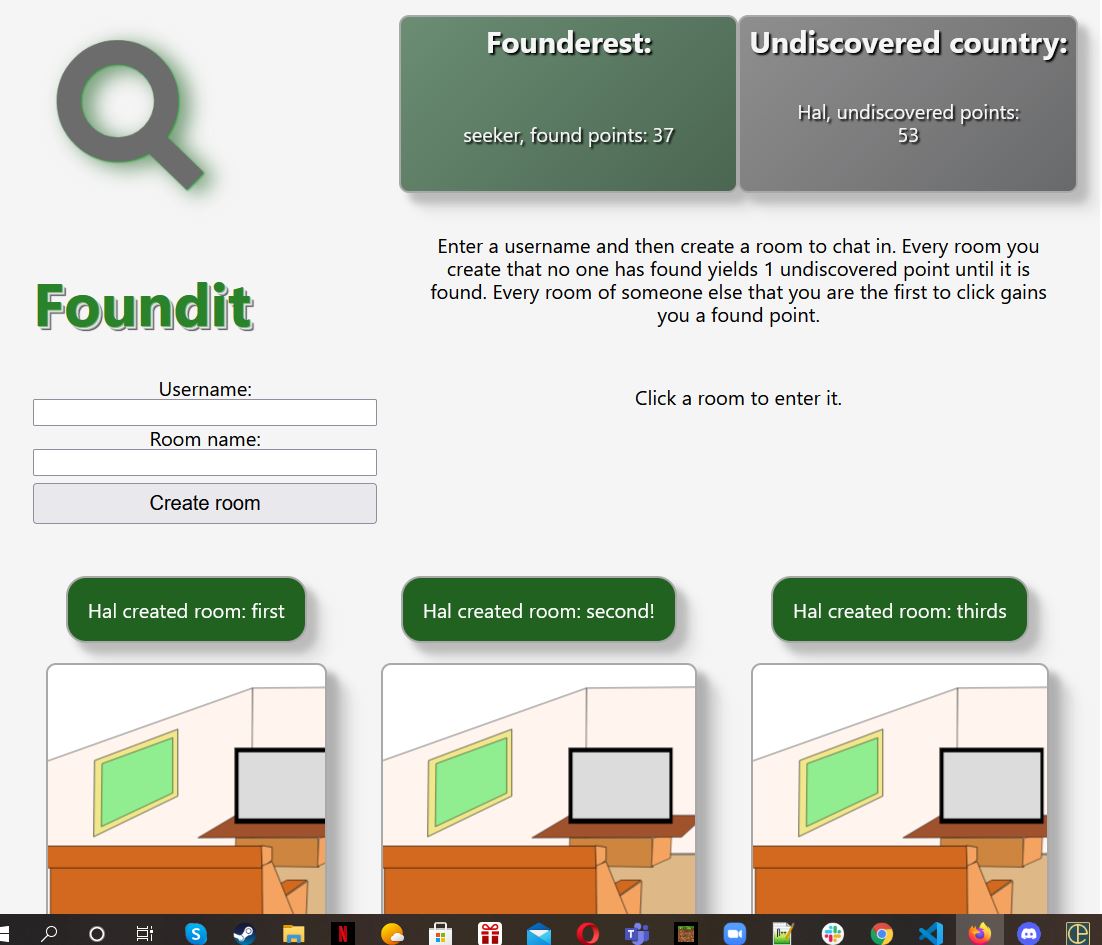 Founderest:
Undiscovered country:
seeker, found points: 37
Hal, undiscovered points:
53
Foundit
Enter a username and then create a room to chat in. Every room you
create that no one has found yields 1 undiscovered point until it is
found. Every room of someone else that you are the first to click gains
you a found point.
Click a room to enter it.
Username:
Room name:
Create room
Hal created room: first
Hal created room: second!
Hal created room: thirds